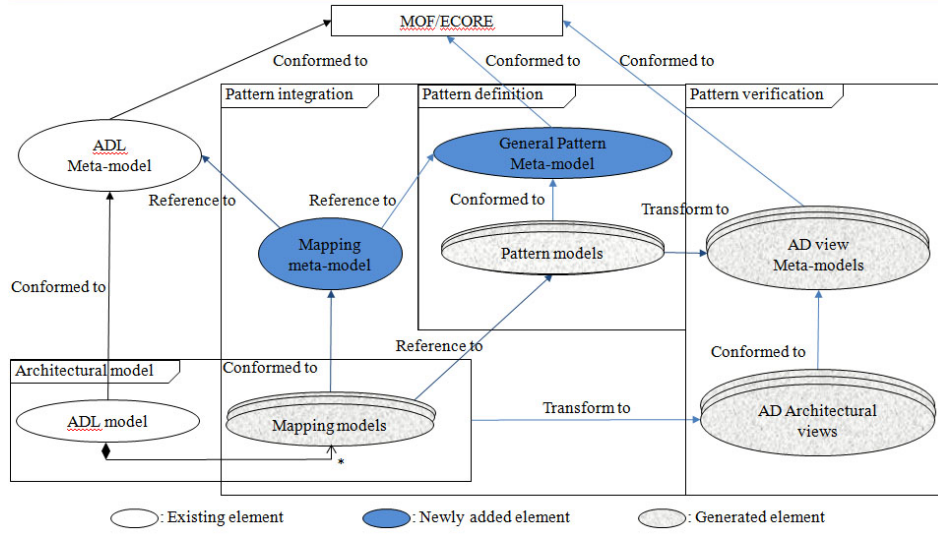 MOF/ECORE
Conformed to
Conformed to
Conformed to
Pattern integration
Pattern definition
Pattern verification
ADL
Meta-model
General Pattern
Meta-model
Reference to
Reference to
Conformed to
Transform to
Mapping
meta-model
Pattern models
AD view
Meta-models
Conformed to
Reference to
Conformed to
Conformed to
Architectural model
ADL model
Mapping models
Transform to
AD Architectural
views
*
: Existing element
: Newly added element
: Generated element